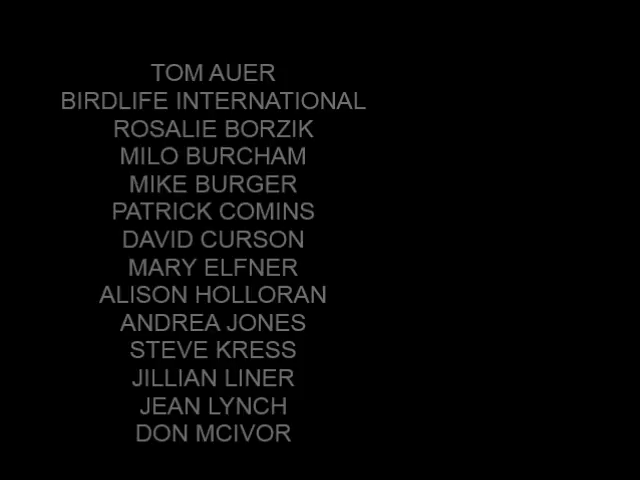 TOM AUER
BIRDLIFE INTERNATIONAL
ROSALIE BORZIK
MILO BURCHAM
MIKE BURGER
PATRICK COMINS
DAVID CURSON
MARY ELFNER
ALISON HOLLORAN
ANDREA JONES
STEVE KRESS
JILLIAN LINER
JEAN LYNCH
DON MCIVOR